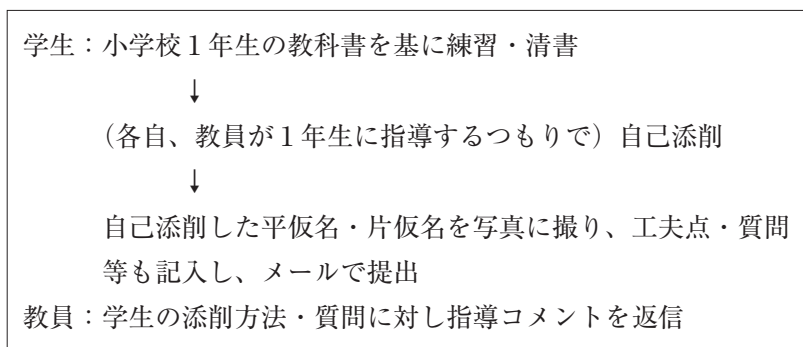 学生：小学校１年生の教科書を基に練習・清書
↓
（各自、教員が１年生に指導するつもりで）自己添削
↓
自己添削した平仮名・片仮名を写真に撮り、工夫点・質問
等も記入し、メールで提出
教員：学生の添削方法・質問に対し指導コメントを返信